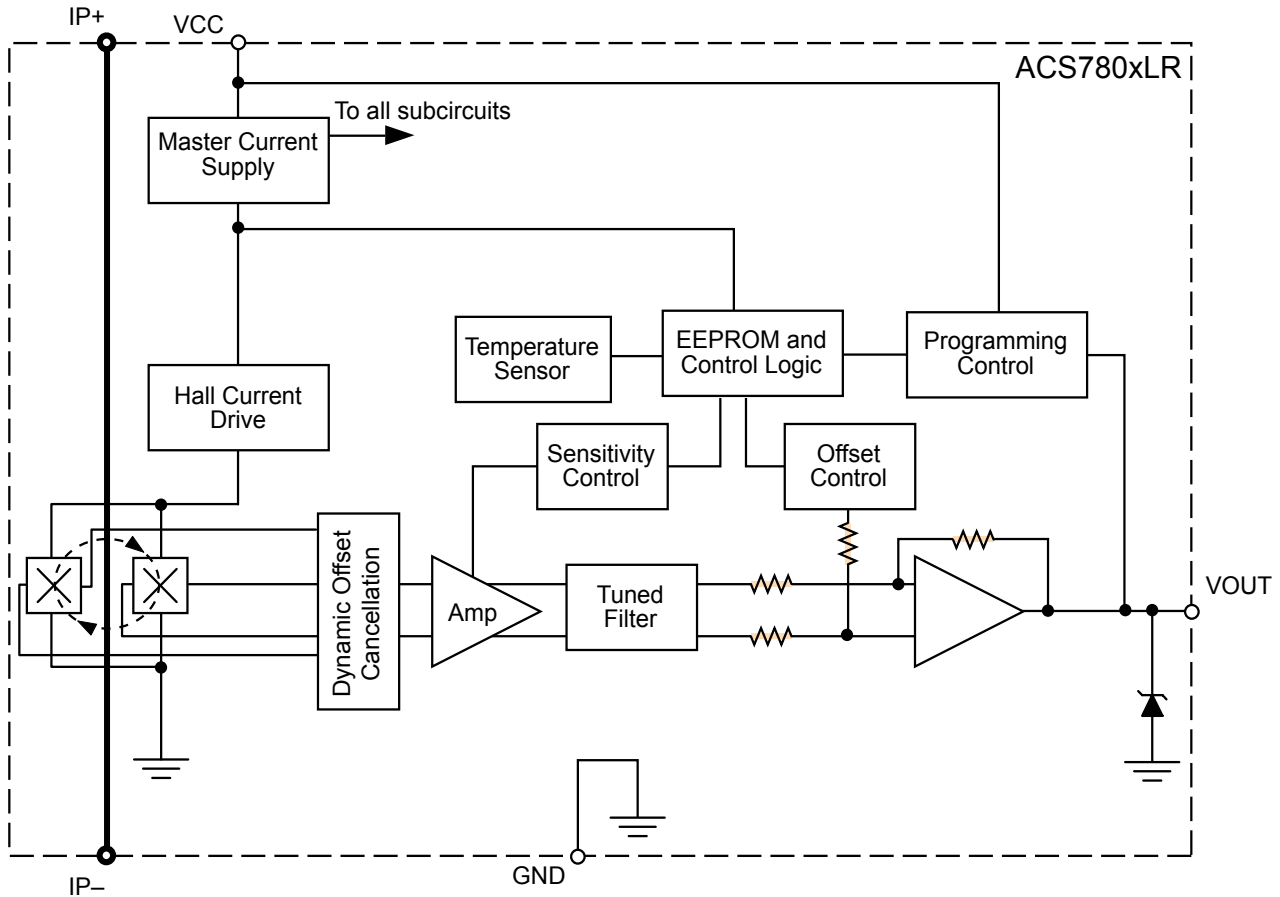 IP+
VCC
ACS780xLR
To all subcircuits
Master Current
Supply
Temperature
Sensor
EEPROM and
Control Logic
Programming
Control
Hall Current
Drive
Sensitivity
Control
Offset
Control
Dynamic Offset
Cancellation
Amp
Tuned
Filter
VOUT
GND
IP–